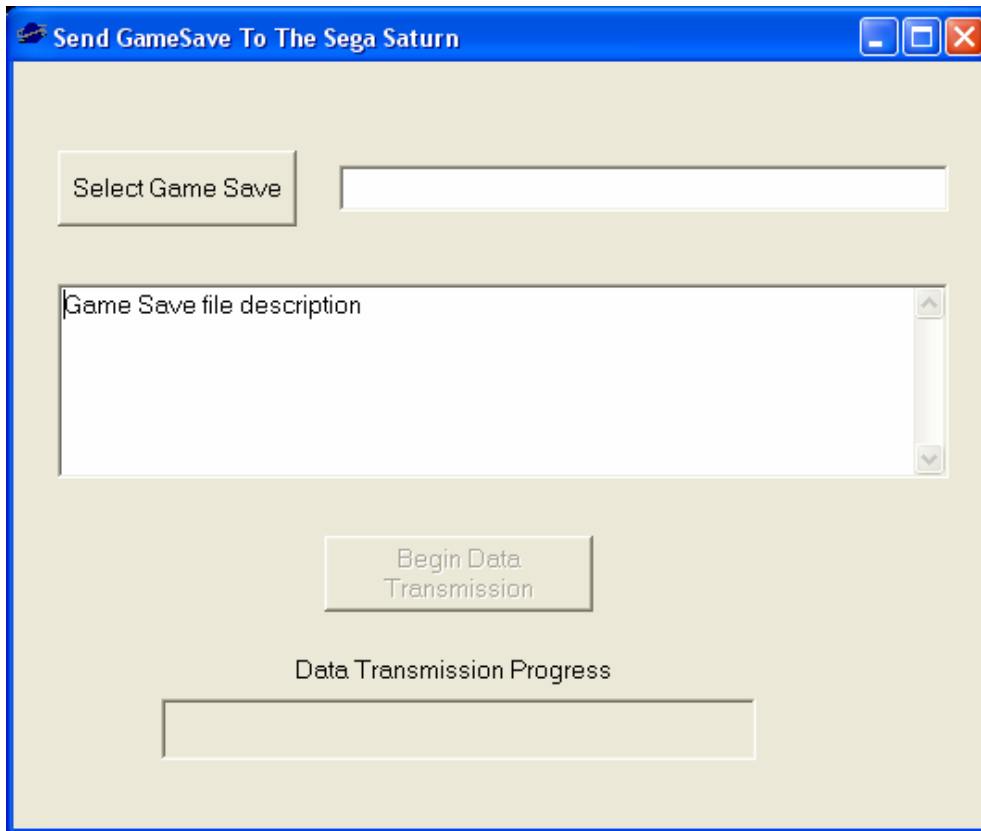 Send GameSave To The Sega Saturn
Select Game Save
Game Save file description
Begin Data
Transmission
Data Transmission Progress